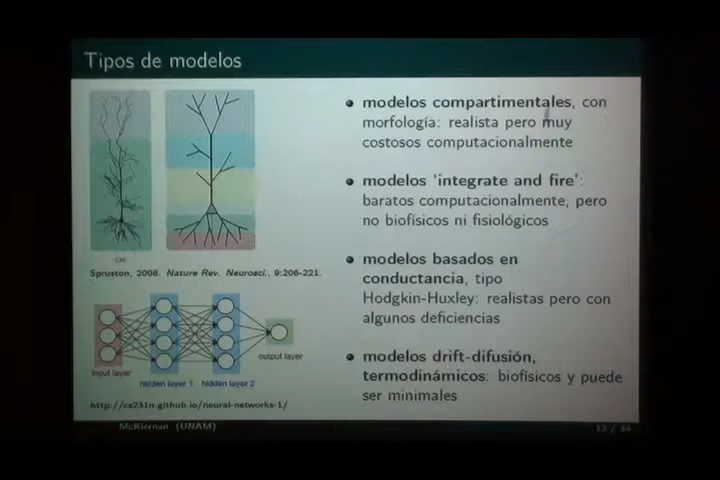 Tipos de modelos
CM
Spruston, 2008. Nature Rev. Neurosci., 9:206-221.
input layer
hidden layer 1
hidden layer 2
output layer
http://cs231n.github.io/neural-networks-1/
modelos compartimentales, con
morfología: realista pero muy
costosos computacionalmente
modelos 'integrate and fire':
baratos computacionalmente, pero
no biofísicos ni fisiológicos
modelos basados en
conductancia, tipo
Hodgkin-Huxley: realistas pero con
algunos deficiencias
modelos drift-difusión,
termodinámicos: biofísicos y puede
ser minimales
McKiernan (UNAM)